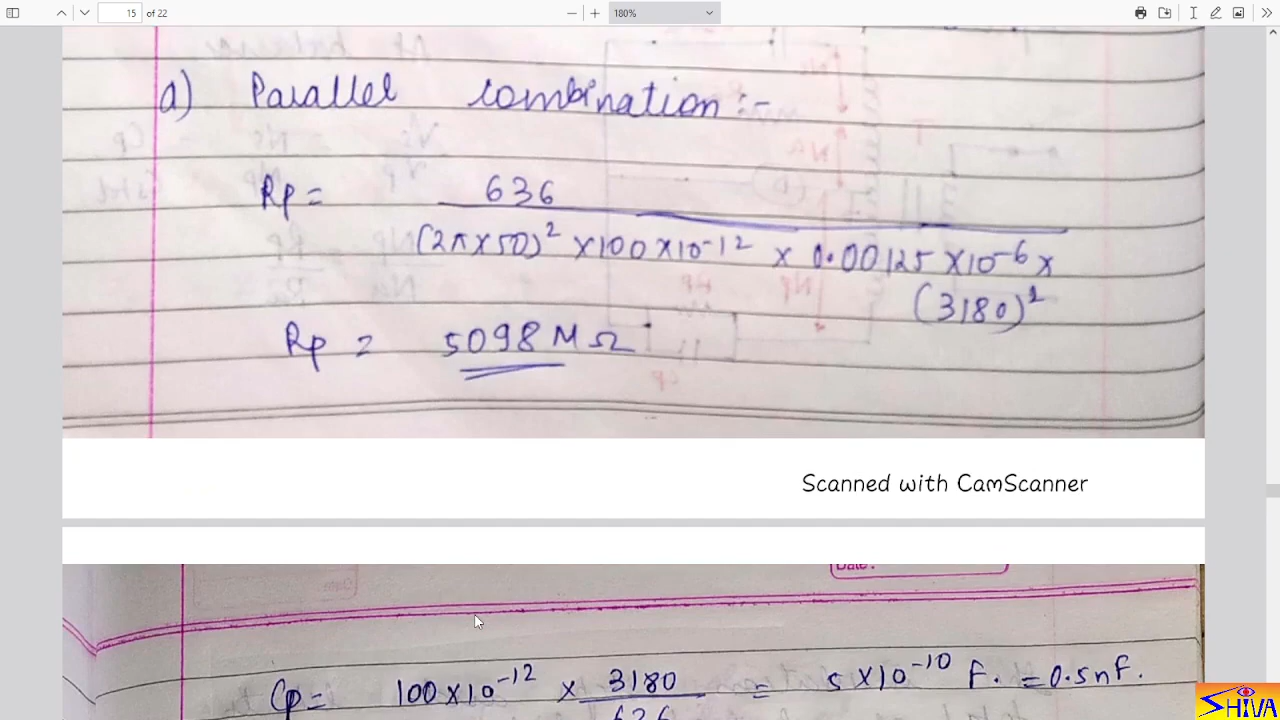 15 of 22
180%
a) Parallel combination :-
Rp = 636
(2π×50)² ×100×10-12 × 0.00125×10-6×
(3180)²
Rp = 5098 M Ω
Scanned with CamScanner
Date:
Cp = 100×10-12 × 3180 = 5×10-10 F. = 0.5nF.
636
SHIVA